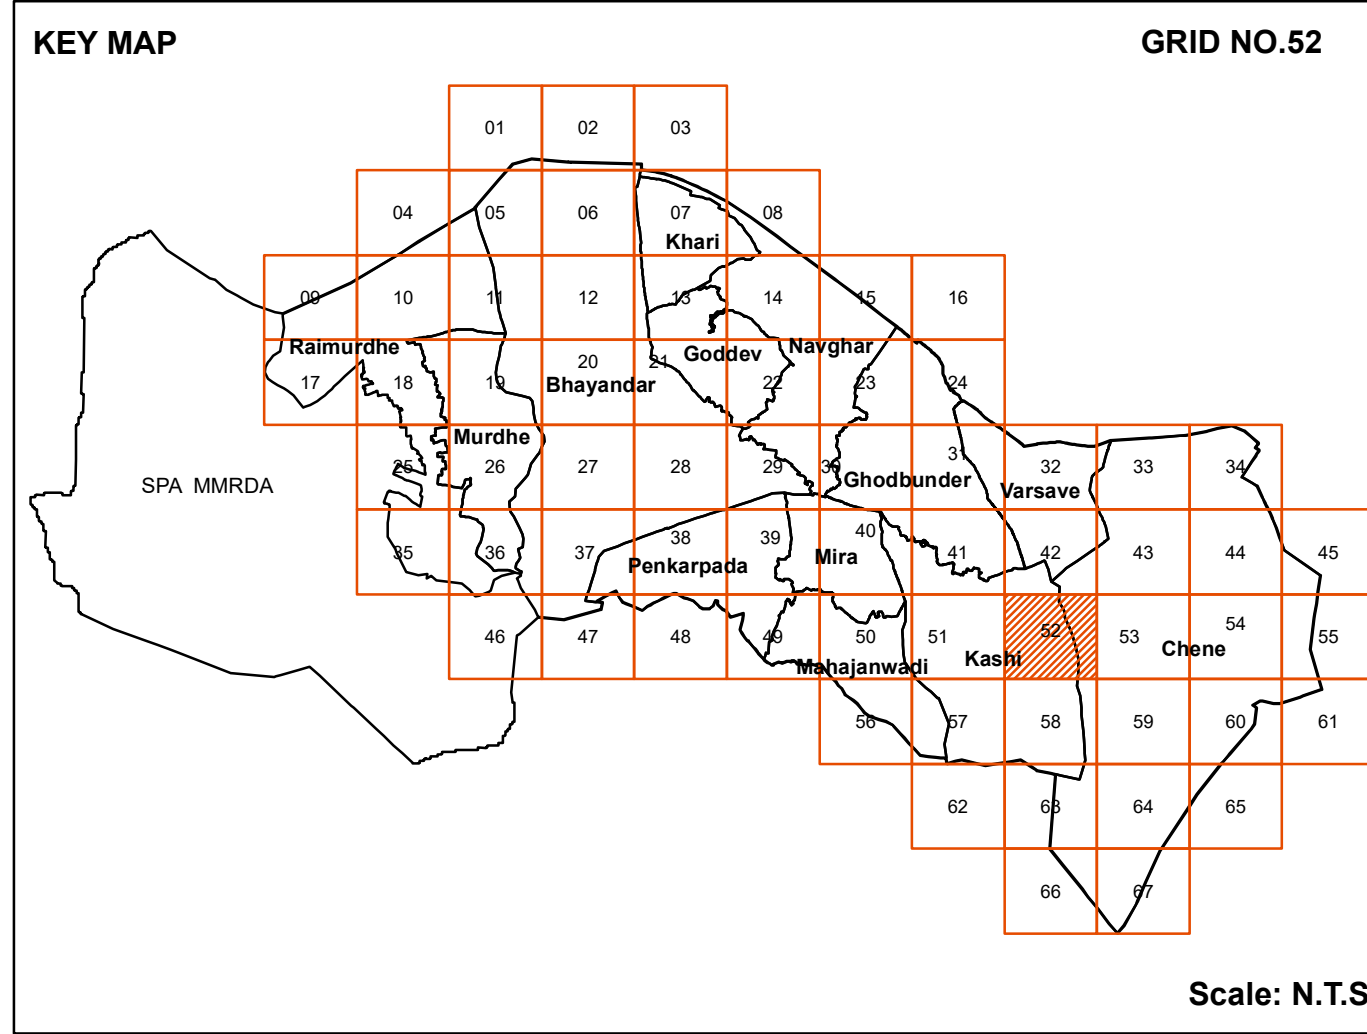 KEY MAP
GRID NO.52
01 02 03
04 05 06 07 08
Khari
09 10 11 12 13 14 15 16
Raimurdhe
Goddev
Navghar
20 21
17 18 19 22 23 24
Bhayandar
Murdhe
31
25 26 27 28 29 30 32 33 34
Ghodbunder
SPA MMRDA
Varsave
38 39 40
35 36 37 41 42 43 44 45
Penkarpada
Mira
52 54
46 47 48 49 50 51 53 55
Chene
Kashi
Mahajanwadi
56 57 58 59 60 61
62 63 64 65
66 67
Scale: N.T.S